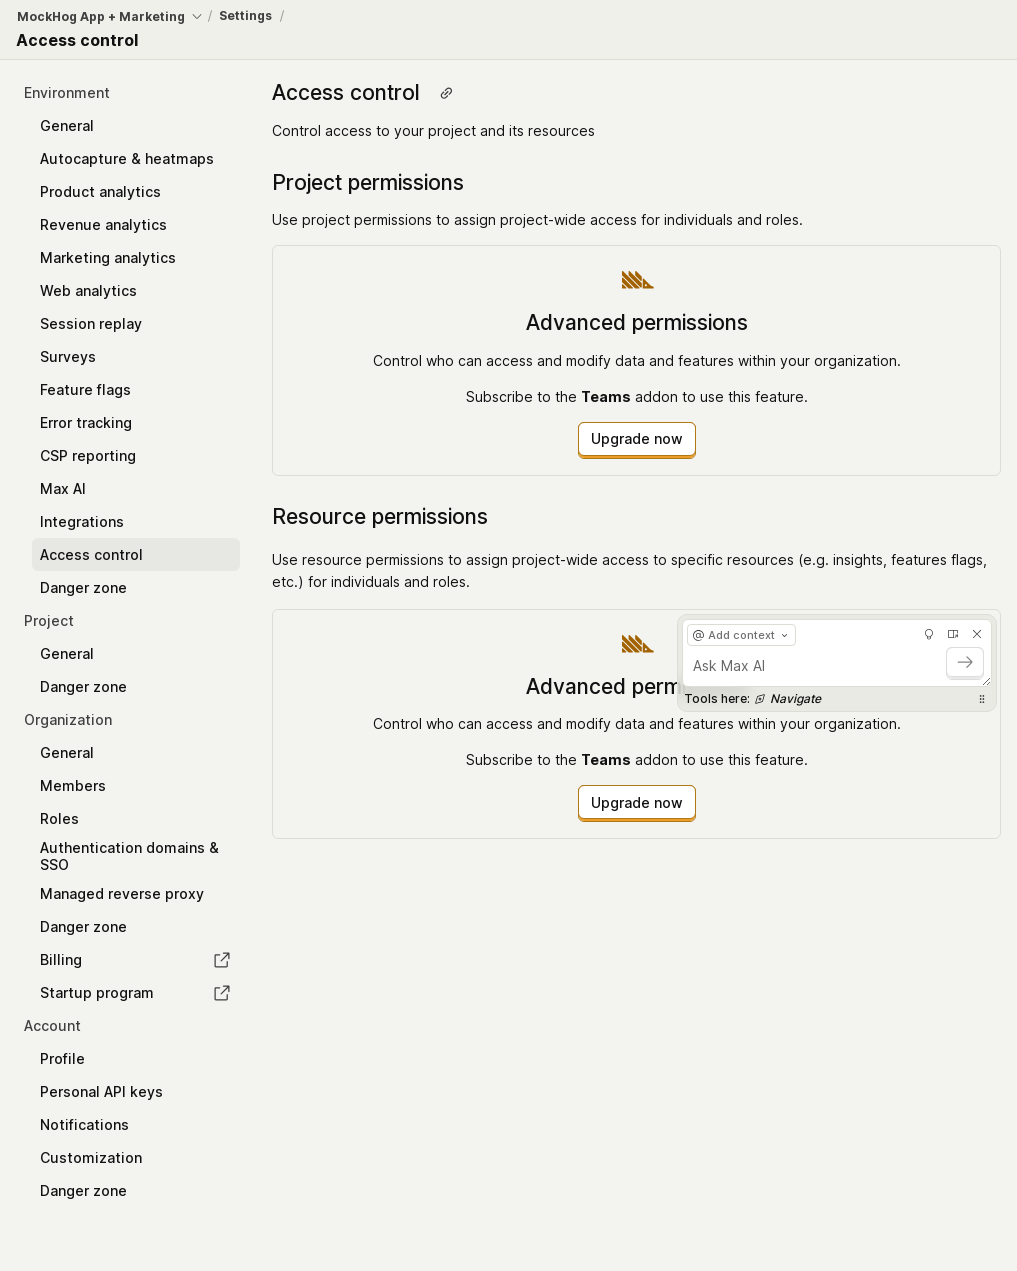 MockHog App + Marketing / Settings /
Access control
Environment
General
Autocapture & heatmaps
Product analytics
Revenue analytics
Marketing analytics
Web analytics
Session replay
Surveys
Feature flags
Error tracking
CSP reporting
Max AI
Integrations
Access control
Danger zone
Project
General
Danger zone
Organization
General
Members
Roles
Authentication domains &
SSO
Managed reverse proxy
Danger zone
Billing
Startup program
Account
Profile
Personal API keys
Notifications
Customization
Danger zone
Access control
Control access to your project and its resources
Project permissions
Use project permissions to assign project-wide access for individuals and roles.
Advanced permissions
Control who can access and modify data and features within your organization.
Subscribe to the Teams addon to use this feature.
Upgrade now
Resource permissions
Use resource permissions to assign project-wide access to specific resources (e.g. insights, features flags,
etc.) for individuals and roles.
Advanced perm
Control who can access and modify data and features within your organization.
Subscribe to the Teams addon to use this feature.
Upgrade now
@ Add context
Ask Max AI
Tools here: Navigate